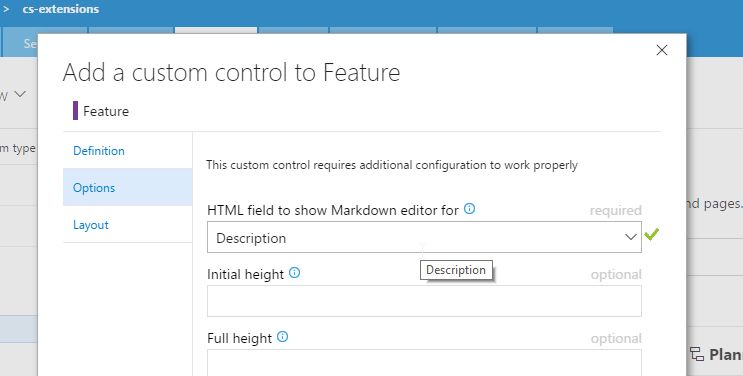 > cs-extensions
Add a custom control to Feature
Feature
m type
Definition
Options
Layout
This custom control requires additional configuration to work properly
HTML field to show Markdown editor for
required
Description
Description
Initial height
optional
Full height
optional
nd pages.
Plan